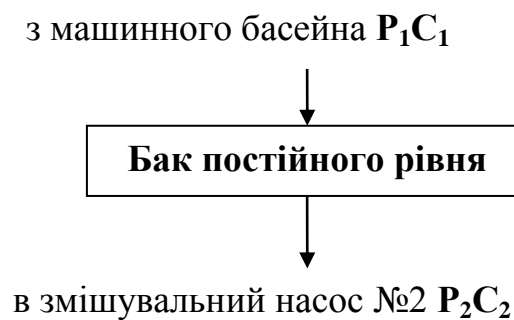 з машинного басейна P₁C₁
Бак постійного рівня
в змішувальний насос №2 P₂C₂